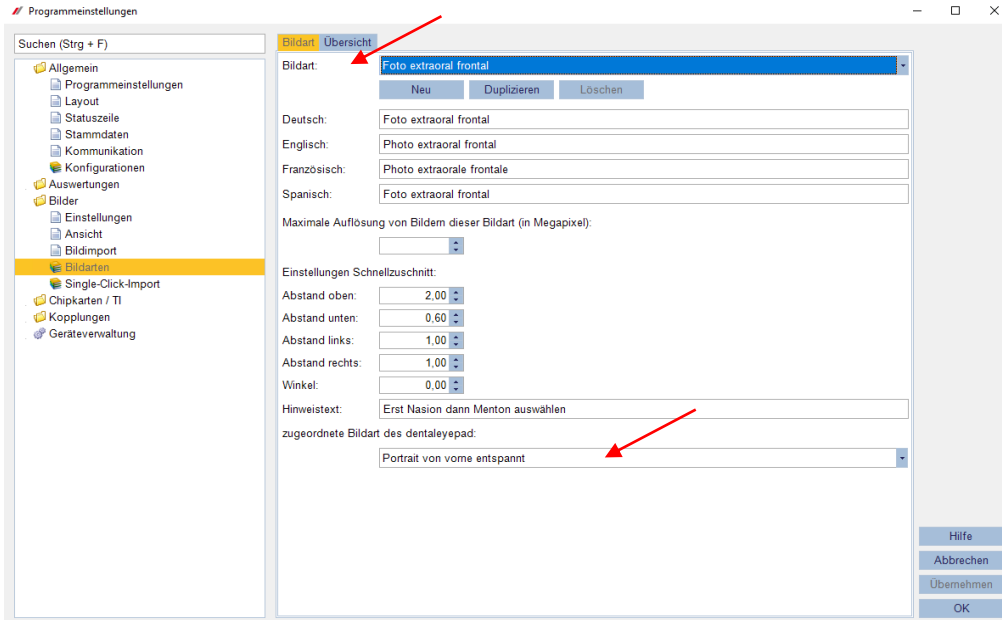 Programmeinstellungen
Suchen (Strg + F)
Allgemein
Programmeinstellungen
Layout
Statuszeile
Stammdaten
Kommunikation
Konfigurationen
Auswertungen
Bilder
Einstellungen
Ansicht
Bildimport
Bildarten
Single-Click-Import
Chipkarten / TI
Kopplungen
Geräteverwaltung
Bildart Übersicht
Bildart: Foto extraoral frontal
Neu Duplizieren Löschen
Deutsch: Foto extraoral frontal
Englisch: Photo extraoral frontal
Französisch: Photo extraorale frontale
Spanisch: Foto extraoral frontal
Maximale Auflösung von Bildern dieser Bildart (in Megapixel):
Einstellungen Schnellzuschnitt:
Abstand oben: 2,00
Abstand unten: 0,60
Abstand links: 1,00
Abstand rechts: 1,00
Winkel: 0,00
Hinweistext: Erst Nasion dann Menton auswählen
zugeordnete Bildart des dentaleyepad:
Portrait von vorne entspannt
Hilfe
Abbrechen
Übernehmen
OK